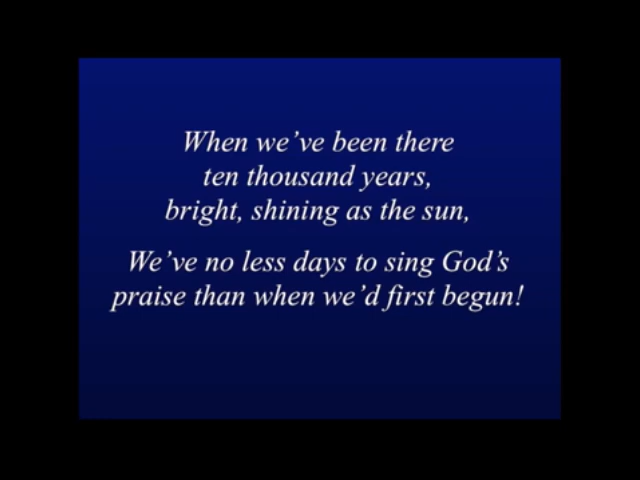 When we’ve been there
ten thousand years,
bright, shining as the sun,
We’ve no less days to sing God’s
praise than when we’d first begun!